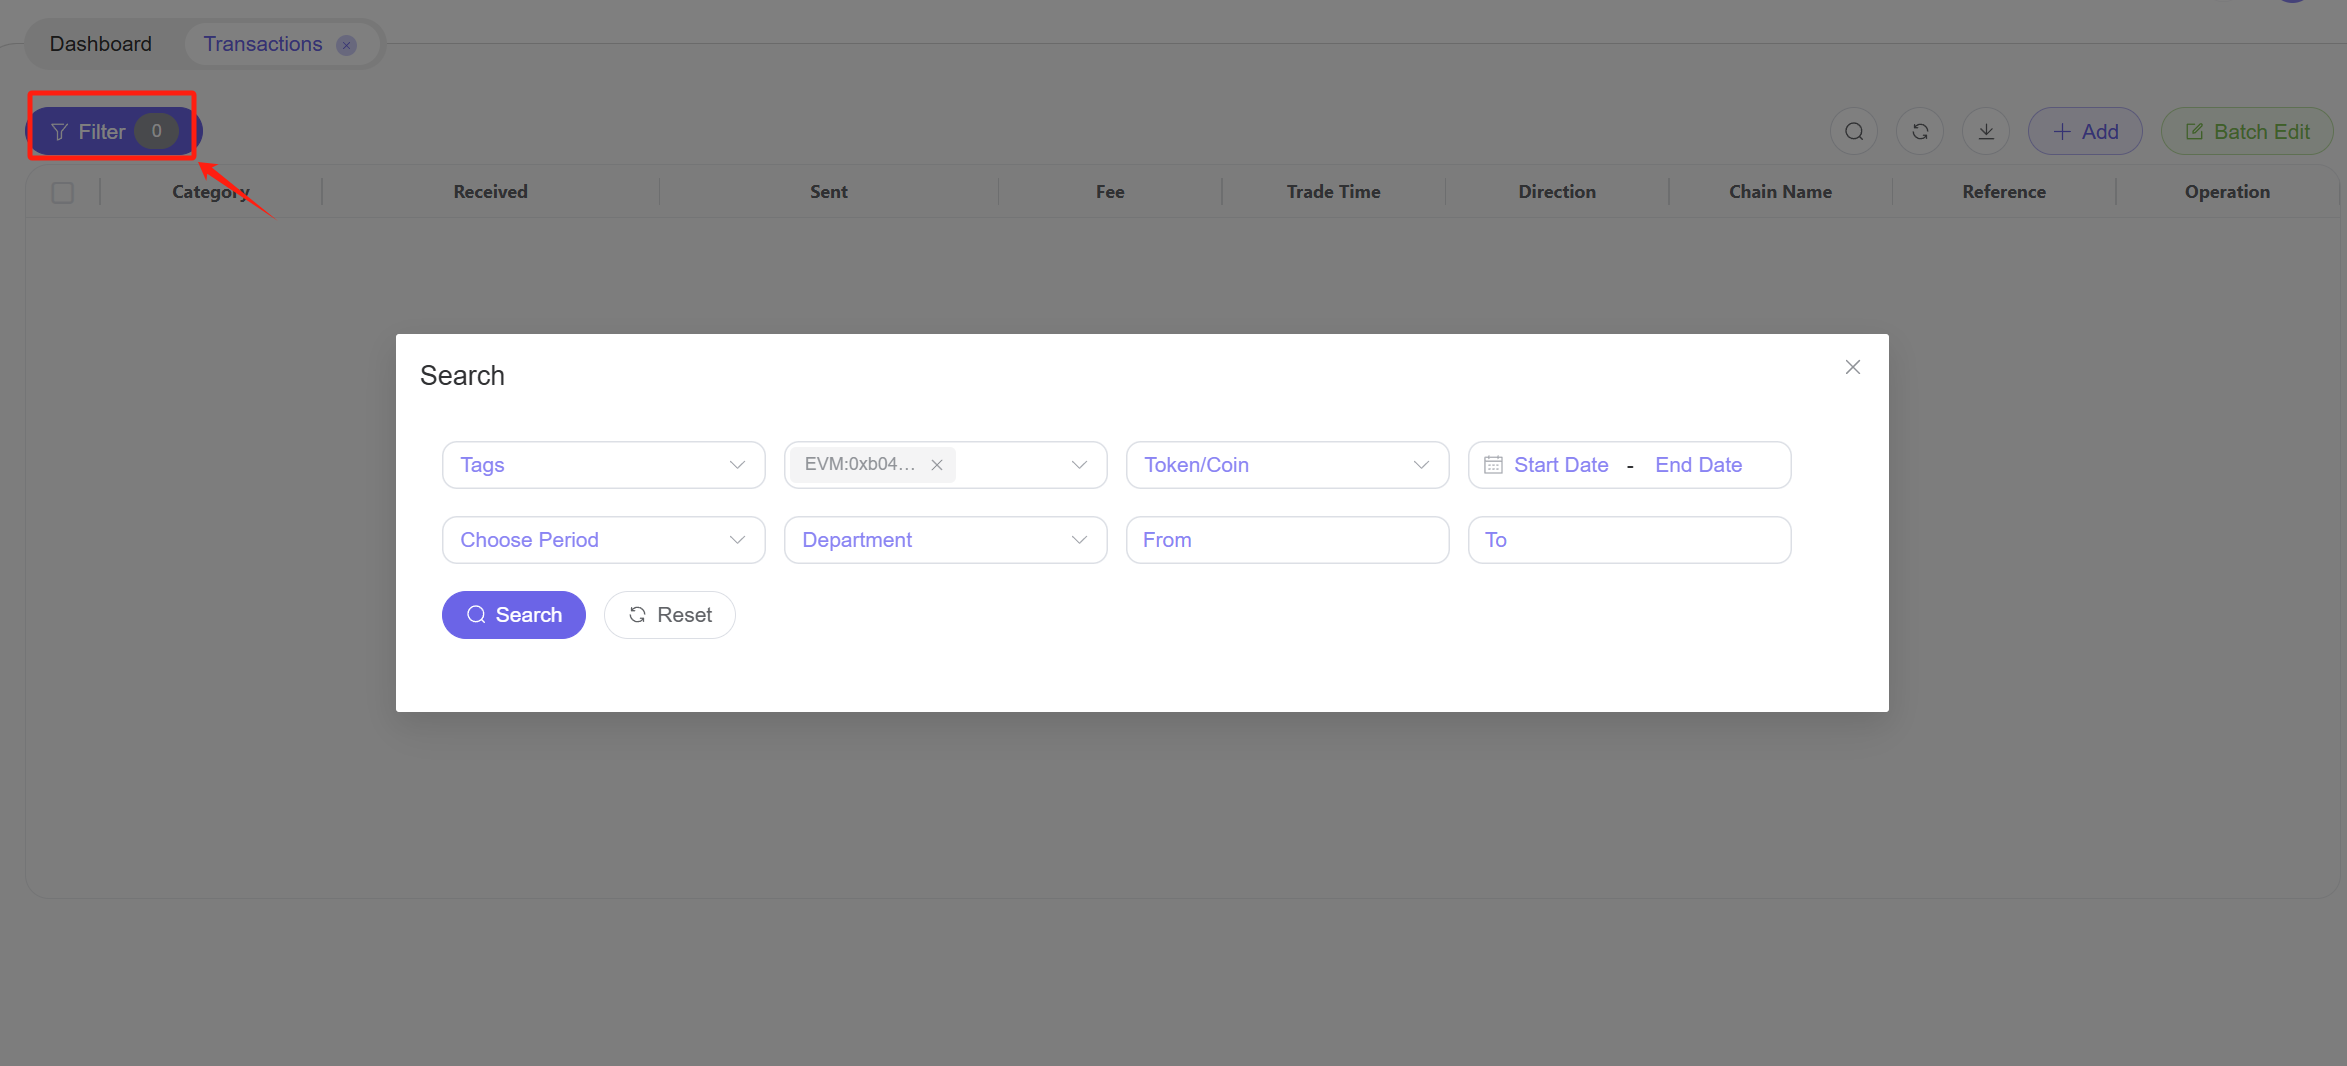 Dashboard Transactions
Filter 0 Add Batch Edit
Category Received Sent Fee Trade Time Direction Chain Name Reference Operation
Search
Tags EVM:0xb04... Token/Coin Start Date - End Date
Choose Period Department From To
Search Reset